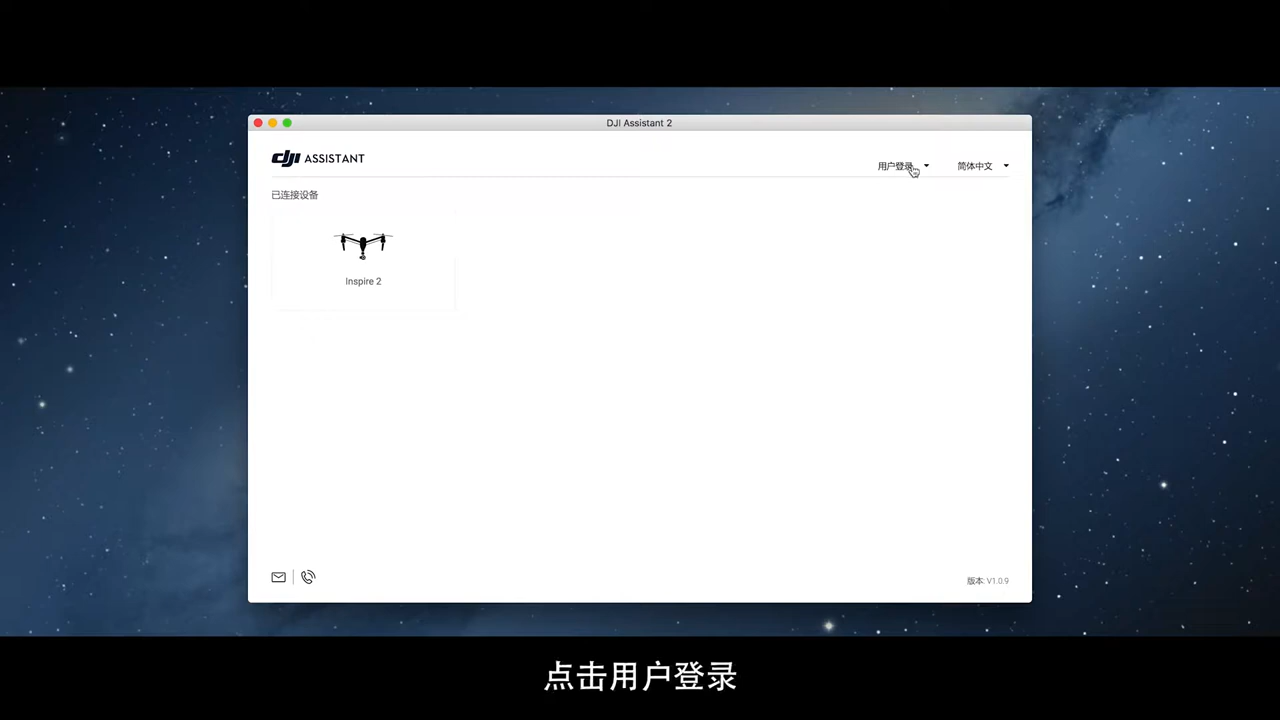 DJI Assistant 2
dji ASSISTANT
用户登录
简体中文
已连接设备
Inspire 2
版本: V1.0.9
点击用户登录